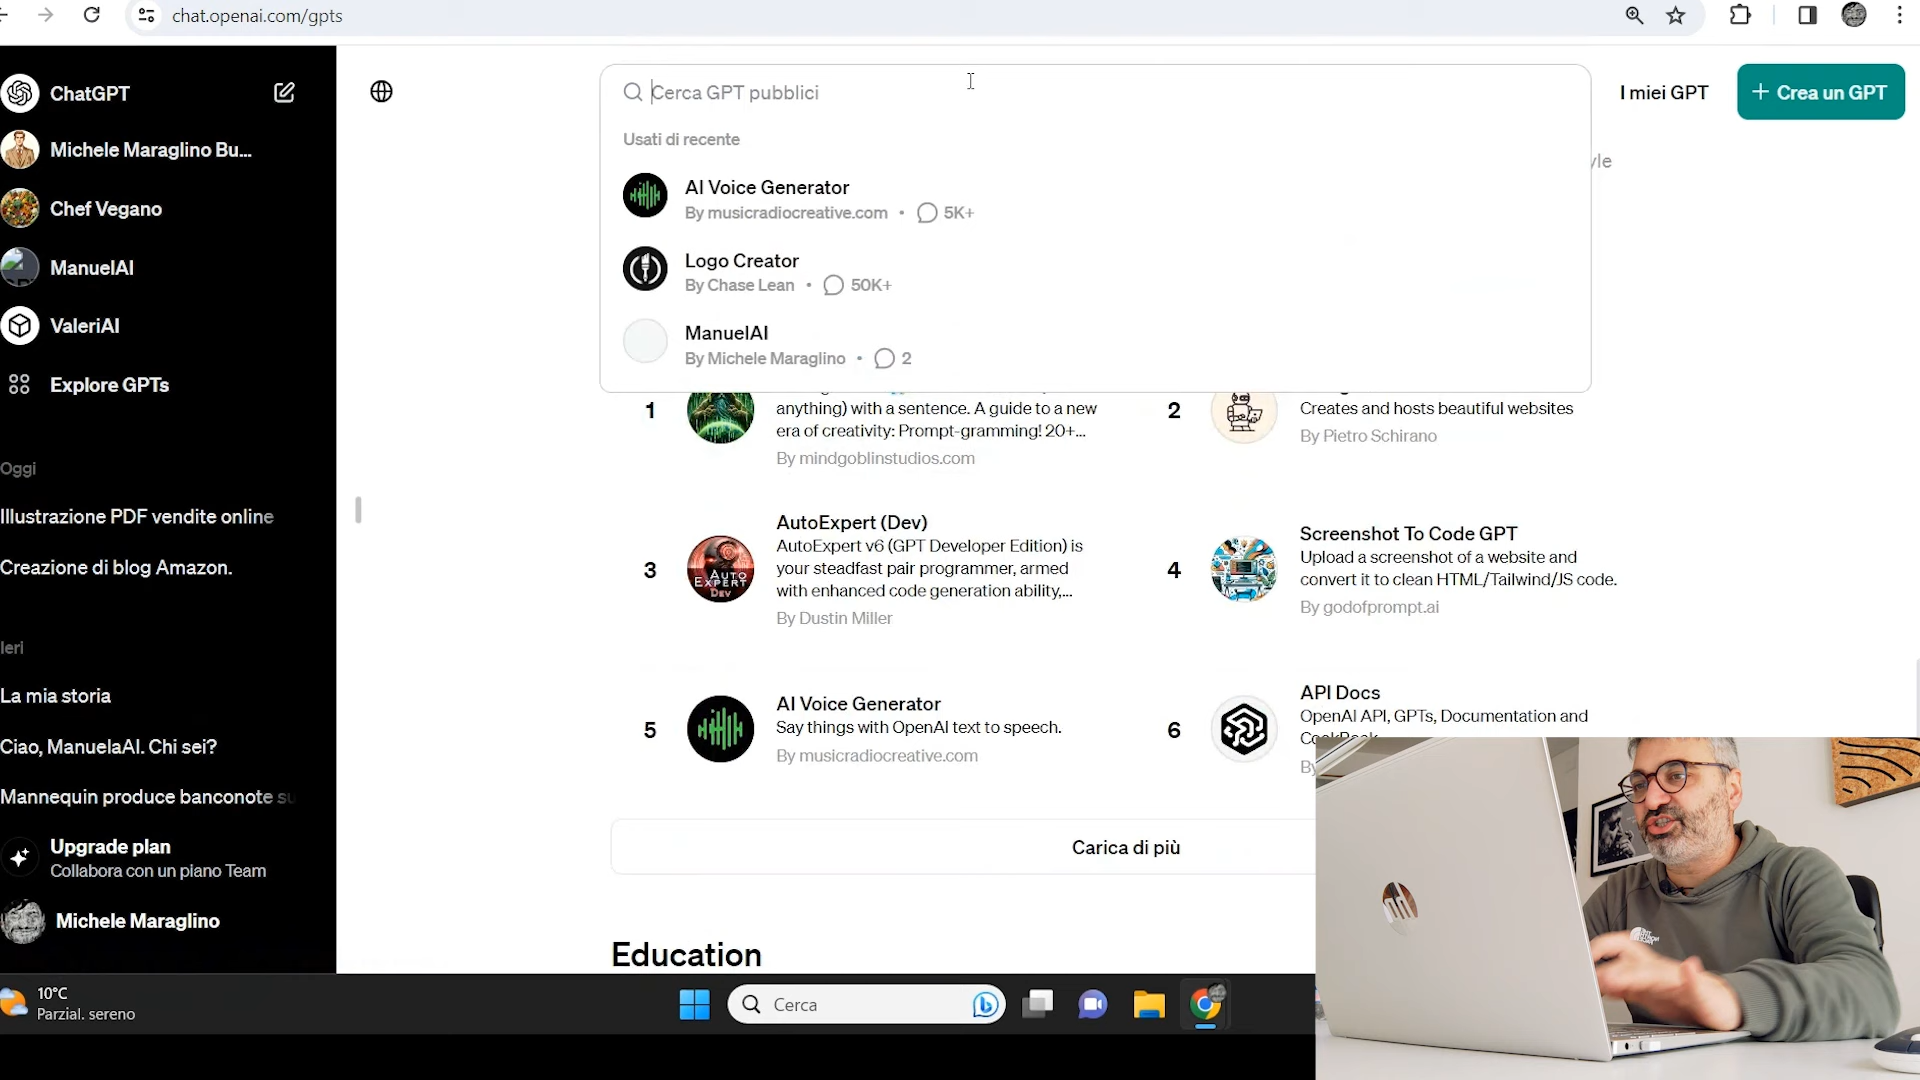 chat.openai.com/gpts
ChatGPT
Michele Maraglino Bu...
Chef Vegano
ManuelAI
ValeriAI
Explore GPTs
Oggi
Illustrazione PDF vendite online
Creazione di blog Amazon.
Ieri
La mia storia
Ciao, ManuelaAI. Chi sei?
Mannequin produce banconote su
Upgrade plan
Collabora con un piano Team
Michele Maraglino
Cerca GPT pubblici
I miei GPT
+ Crea un GPT
Usati di recente
AI Voice Generator
By musicradiocreative.com • 5K+
Logo Creator
By Chase Lean • 50K+
ManuelAI
By Michele Maraglino • 2
1
anything) with a sentence. A guide to a new
era of creativity: Prompt-gramming! 20+...
By mindgoblinstudios.com
2
Creates and hosts beautiful websites
By Pietro Schirano
3
AutoExpert (Dev)
AutoExpert v6 (GPT Developer Edition) is
your steadfast pair programmer, armed
with enhanced code generation ability,...
By Dustin Miller
4
Screenshot To Code GPT
Upload a screenshot of a website and
convert it to clean HTML/Tailwind/JS code.
By godofprompt.ai
5
AI Voice Generator
Say things with OpenAI text to speech.
By musicradiocreative.com
6
API Docs
OpenAI API, GPTs, Documentation and
CookBook
By
Carica di più
Education
10°C
Parzial. sereno
Cerca